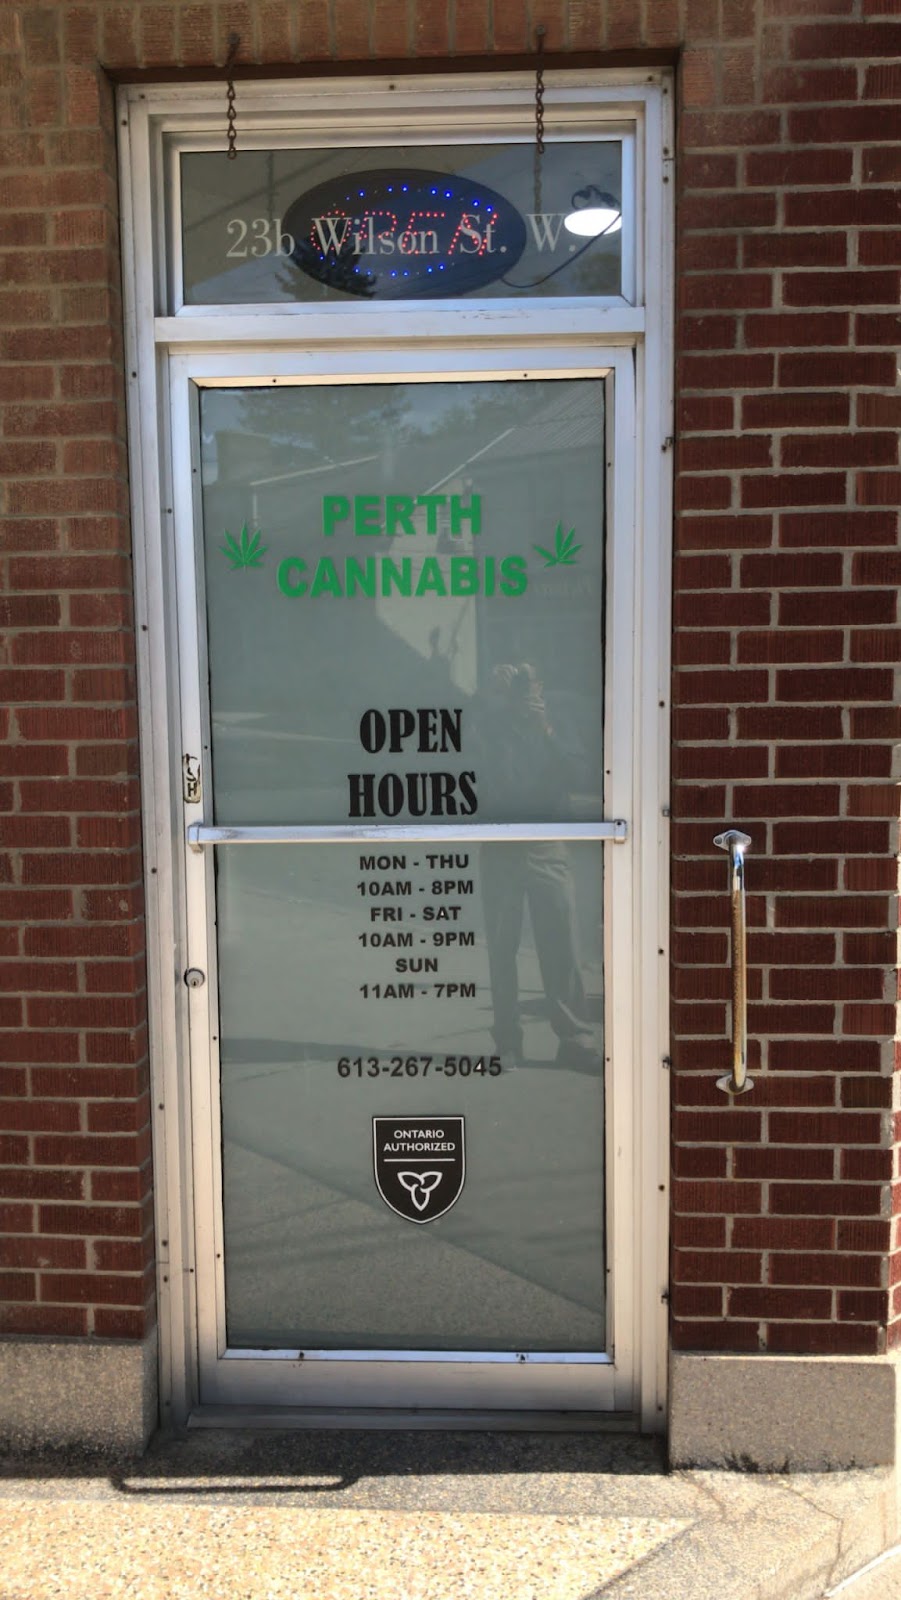 23b Wilson St. W.
OPEN
PERTH
CANNABIS
OPEN
HOURS
MON - THU
10AM - 8PM
FRI - SAT
10AM - 9PM
SUN
11AM - 7PM
613-267-5045
ONTARIO
AUTHORIZED